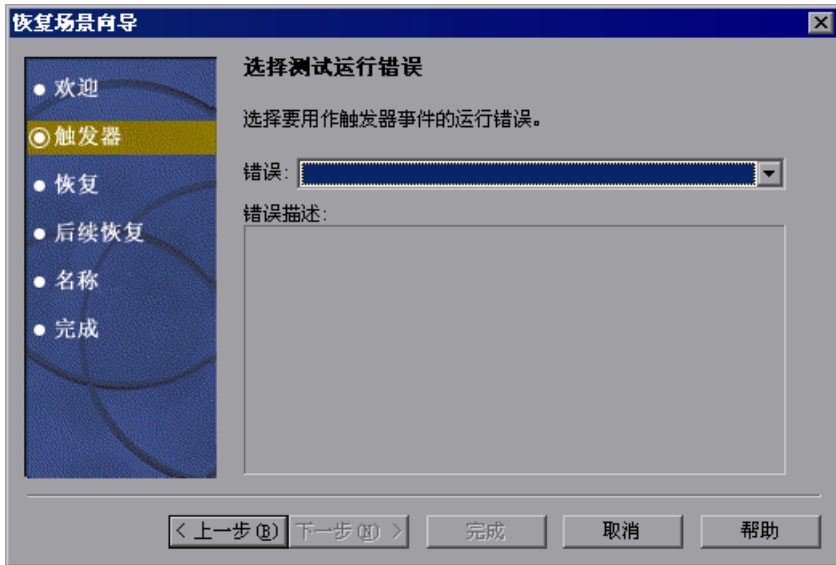 恢复场景向导
欢迎
触发器
恢复
后续恢复
名称
完成
选择测试运行错误
选择要用作触发器事件的运行错误。
错误:
错误描述:
< 上一步(B) 下一步(N) > 完成 取消 帮助